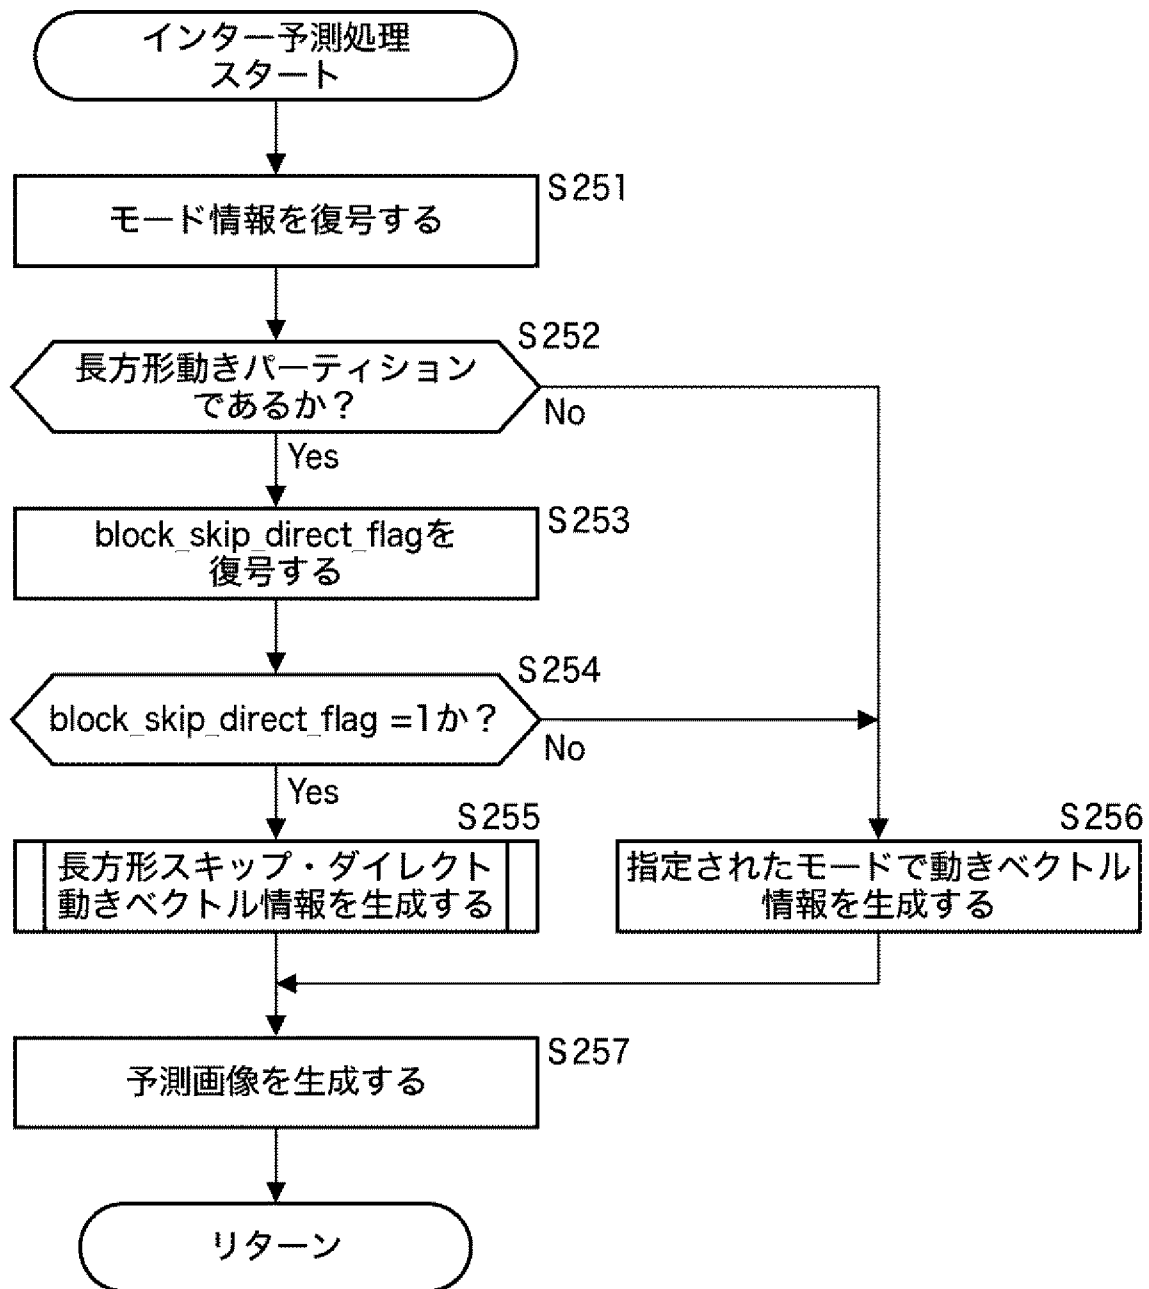 インター予測処理
スタート
S251
モード情報を復号する
S252
長方形動きパーティション
であるか？
No
Yes
S253
block_skip_direct_flagを
復号する
S254
block_skip_direct_flag =1か？
No
Yes
S255
長方形スキップ・ダイレクト
動きベクトル情報を生成する
S256
指定されたモードで動きベクトル
情報を生成する
S257
予測画像を生成する
リターン